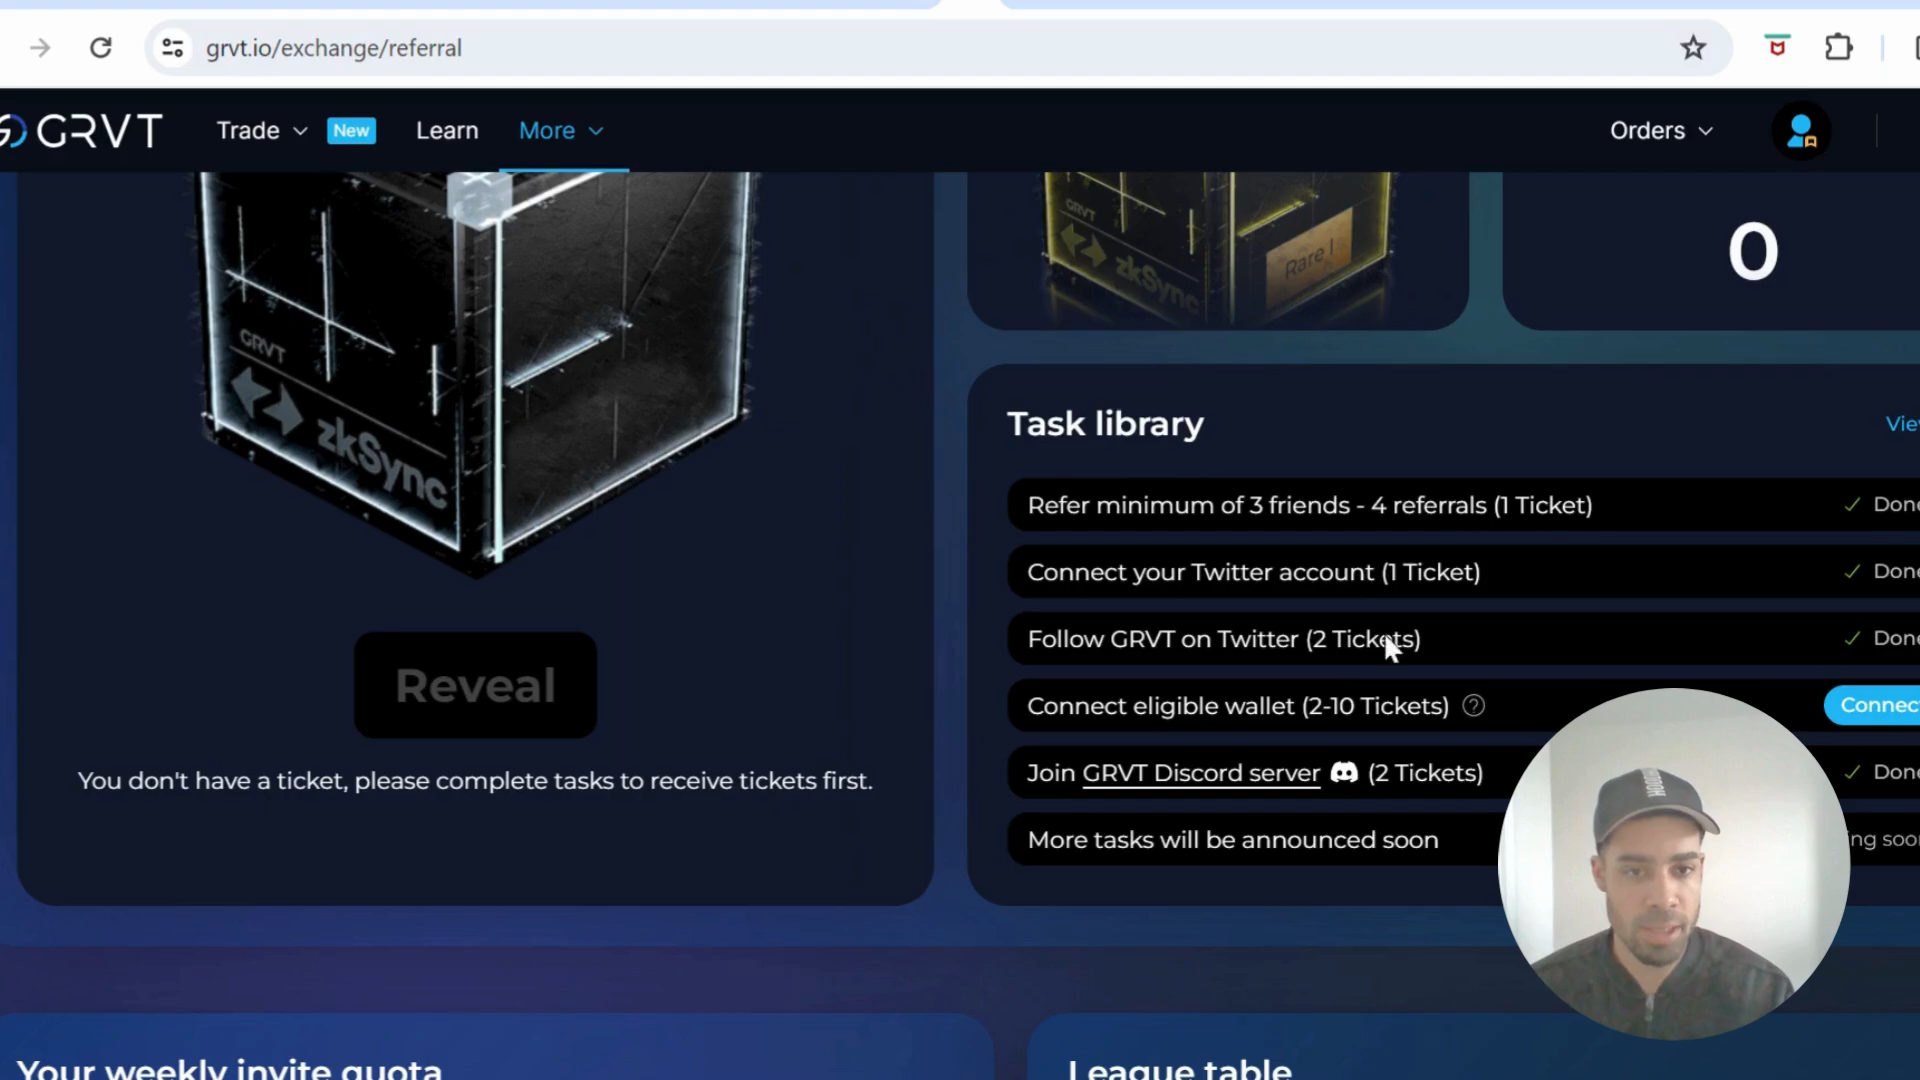 grvt.io/exchange/referral
GRVT
Trade
New
Learn
More
Orders
GRVT
zkSync
GRVT
zkSync
Rare I
0
Task library
Refer minimum of 3 friends - 4 referrals (1 Ticket)
Connect your Twitter account (1 Ticket)
Follow GRVT on Twitter (2 Tickets)
Connect eligible wallet (2-10 Tickets)
Join GRVT Discord server (2 Tickets)
More tasks will be announced soon
Reveal
You don't have a ticket, please complete tasks to receive tickets first.
Your weekly invite quota
League table